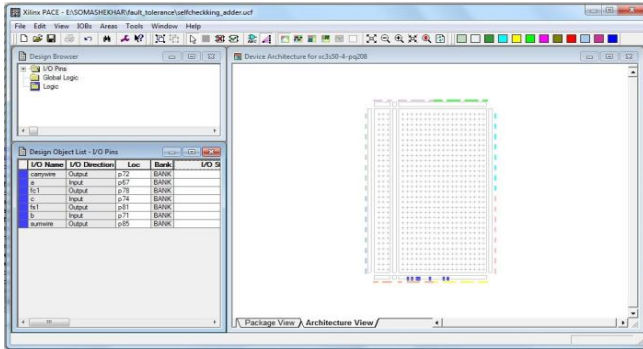 Xilinx PACE - E:\SOMASHEKHAR\fault_tolerance\selfcheckking_adder.ucf
File Edit View IOBs Areas Tools Window Help
Design Browser
I/O Pins
Global Logic
Logic
Design Object List - I/O Pins
I/O Name I/O Direction Loc Bank I/O St
carrywire Output p72 BANK
a Input p67 BANK
fc1 Output p78 BANK
c Input p74 BANK
fs1 Output p81 BANK
b Input p71 BANK
sumwire Output p85 BANK
Device Architecture for xc3s50-4-pq208
Package View Architecture View